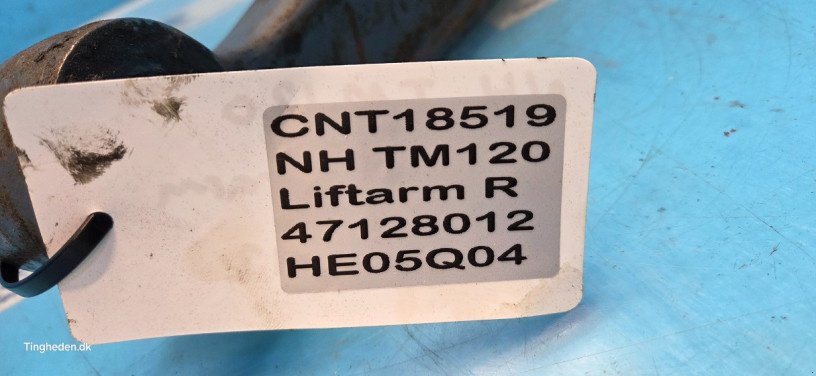 CNT18519
NH TM120
Liftarm R
47128012
HE05Q04
Tingheden.dk